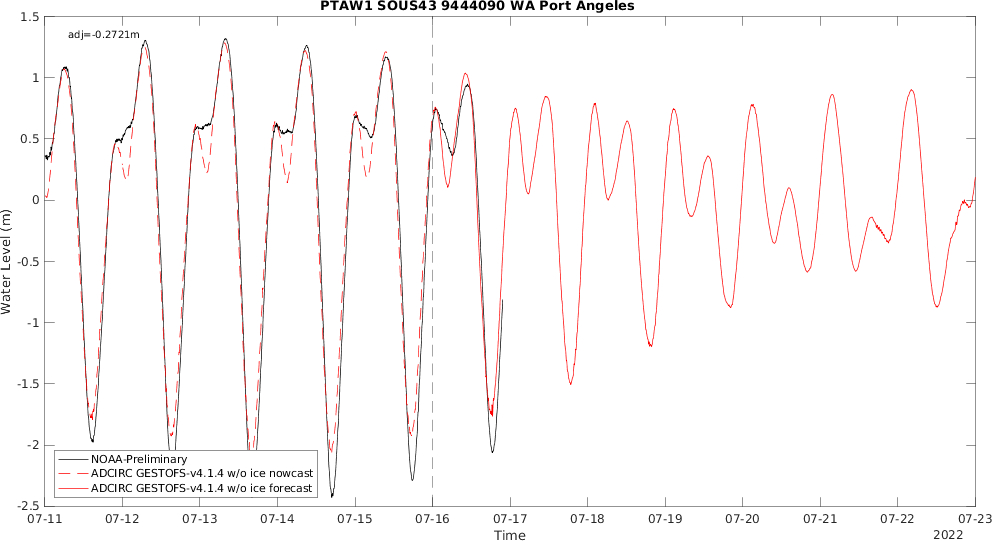 PTAW1 SOUS43 9444090 WA Port Angeles
adj=-0.2721m
1.5
1
0.5
0
-0.5
-1
-1.5
-2
-2.5
Water Level (m)
NOAA-Preliminary
ADCIRC GESTOFS-v4.1.4 w/o ice nowcast
ADCIRC GESTOFS-v4.1.4 w/o ice forecast
07-11 07-12 07-13 07-14 07-15 07-16 07-17 07-18 07-19 07-20 07-21 07-22 07-23
Time
2022